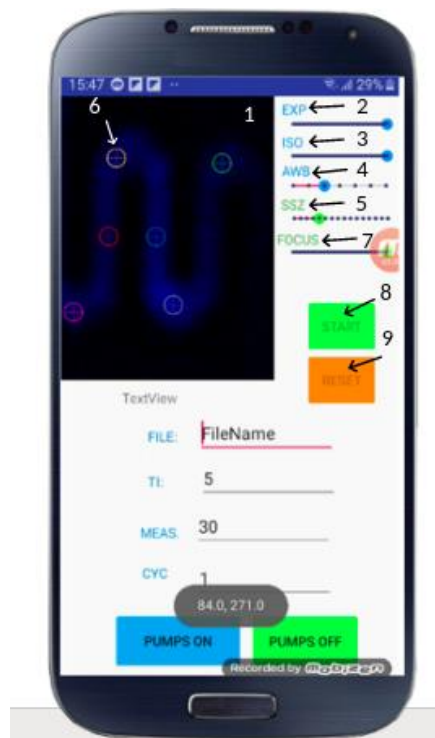 15:47 29%
6 1 EXP 2
ISO 3
AWB 4
SSZ 5
FOCUS 7
8
START
9
RESET
TextView
FILE: FileName
TI: 5
MEAS. 30
CYC 1
84.0, 271.0
PUMPS ON PUMPS OFF
Recorded by mobizen